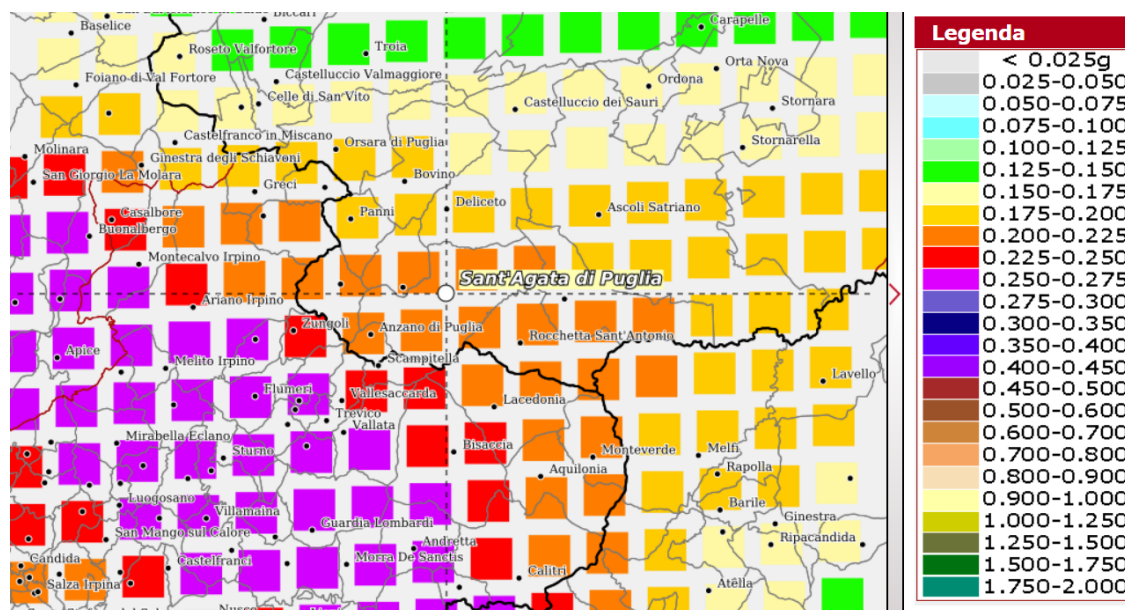 Baselice
Biccari
Carapelle
Roseto Valfortore
Troia
Foiano di Val Fortore
Castelluccio Valmaggiore
Orta Nova
Ordona
Celle di San Vito
Castelluccio dei Sauri
Stornara
Castelfranco in Miscano
Molinara
Ginestra degli Schiavoni
Orsara di Puglia
Stornarella
San Giorgio La Molara
Greci
Bovino
Casalbore
Panni
Deliceto
Ascoli Satriano
Buonalbergo
Montecalvo Irpino
Sant'Agata di Puglia
Ariano Irpino
Zungoli
Anzano di Puglia
Rocchetta Sant'Antonio
Apice
Melito Irpino
Scampitella
Lavello
Flumeri
Vallesaccarda
Lacedonia
Trevico
Vallata
Mirabella Eclano
Sturno
Bisaccia
Monteverde
Melfi
Aquilonia
Rapolla
Luogosano
Villamaina
Barile
Guardia Lombardi
Ginestra
San Mango sul Calore
Andretta
Ripacandida
Candida
Castelfranci
Morra De Sanctis
Calitri
Salza Irpina
Atella
Legenda
< 0.025g
0.025-0.050
0.050-0.075
0.075-0.100
0.100-0.125
0.125-0.150
0.150-0.175
0.175-0.200
0.200-0.225
0.225-0.250
0.250-0.275
0.275-0.300
0.300-0.350
0.350-0.400
0.400-0.450
0.450-0.500
0.500-0.600
0.600-0.700
0.700-0.800
0.800-0.900
0.900-1.000
1.000-1.250
1.250-1.500
1.500-1.750
1.750-2.000